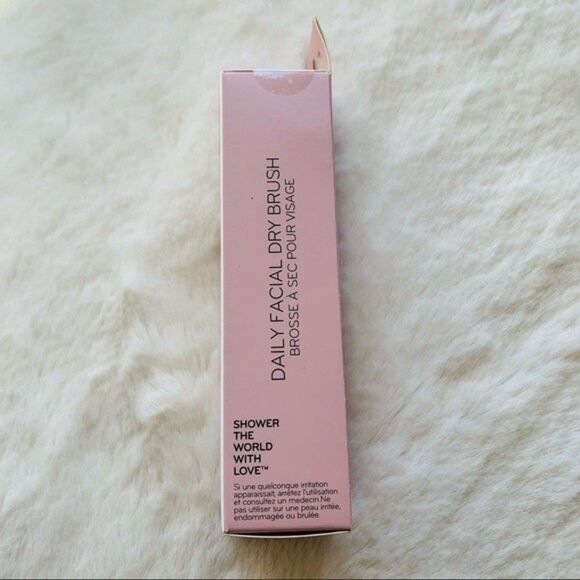 DAILY FACIAL DRY BRUSH
BROSSE À SEC POUR VISAGE
SHOWER
THE
WORLD
WITH
LOVE™
Si une quelconque irritation
apparaissait, arrêtez l'utilisation
et consultez un medecin.Ne
pas utiliser sur une peau irritée,
endommagée ou brulée.